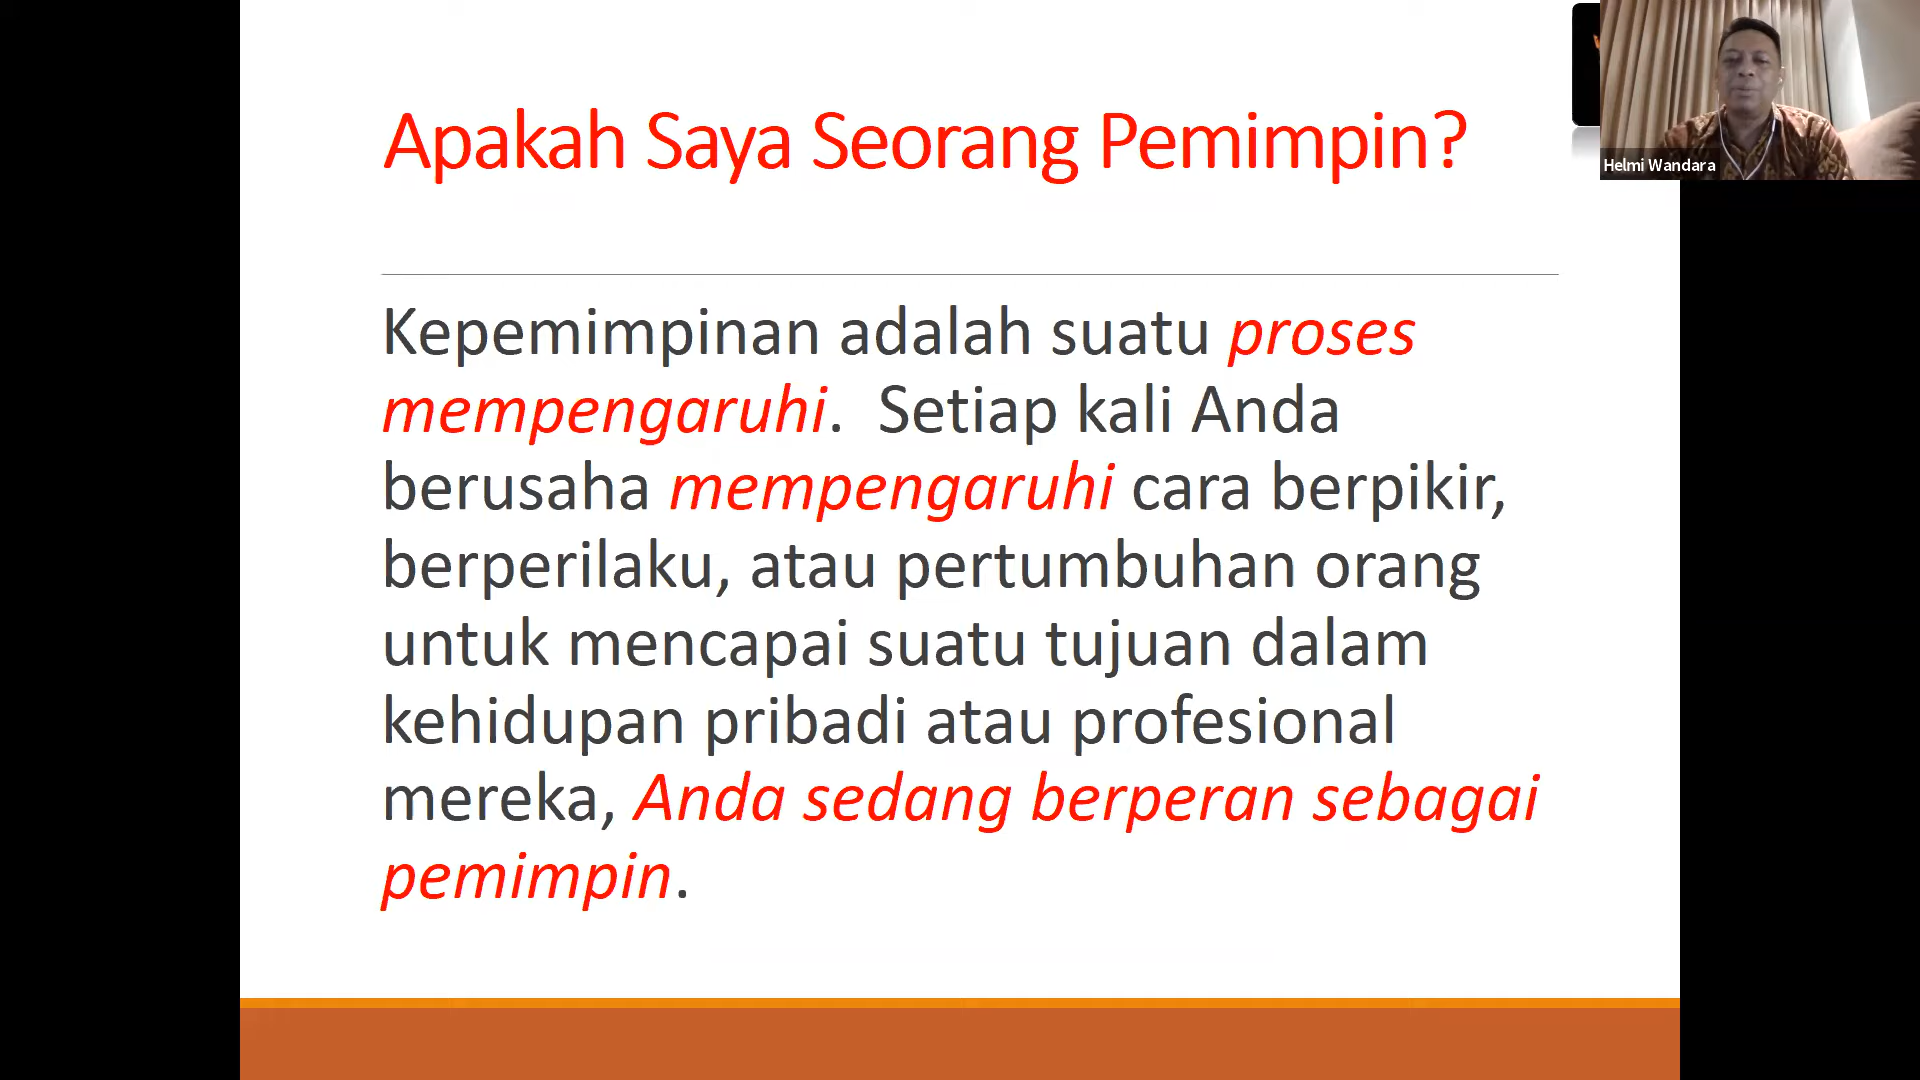 Apakah Saya Seorang Pemimpin?
Helmi Wandara
Kepemimpinan adalah suatu proses
mempengaruhi.  Setiap kali Anda
berusaha mempengaruhi cara berpikir,
berperilaku, atau pertumbuhan orang
untuk mencapai suatu tujuan dalam
kehidupan pribadi atau profesional
mereka, Anda sedang berperan sebagai
pemimpin.